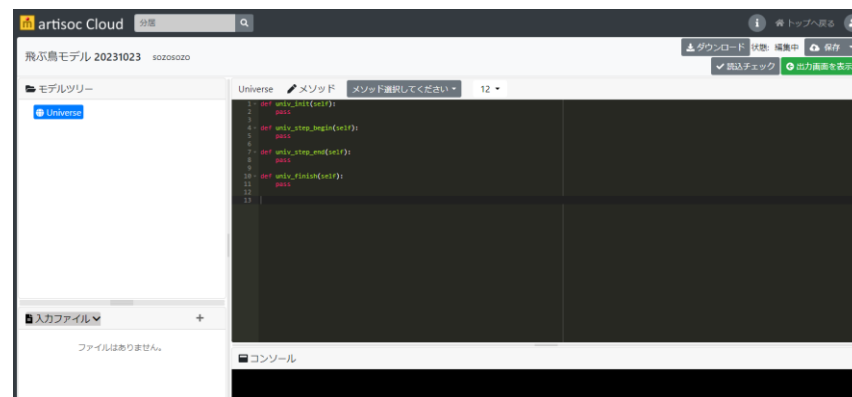 artisoc Cloud 分居 i トップへ戻る
飛ぶ鳥モデル 20231023 sozosozo ダウンロード 状態: 編集中 保存
読込チェック 出力画面を表示
モデルツリー Universe メソッド メソッド選択してください 12
Universe
1 def univ_init(self):
2 pass
3
4 def univ_step_begin(self):
5 pass
6
7 def univ_step_end(self):
8 pass
9
10 def univ_finish(self):
11 pass
12
13
入力ファイル +
ファイルはありません。
コンソール